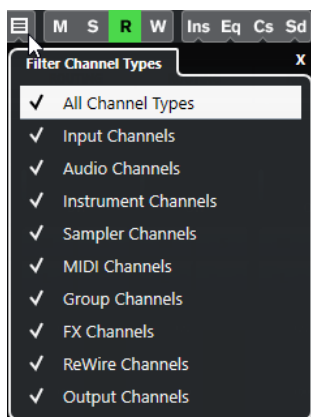 M S R W Ins Eq Cs Sd
Filter Channel Types X
✓ All Channel Types
✓ Input Channels
✓ Audio Channels
✓ Instrument Channels
✓ Sampler Channels
✓ MIDI Channels
✓ Group Channels
✓ FX Channels
✓ ReWire Channels
✓ Output Channels